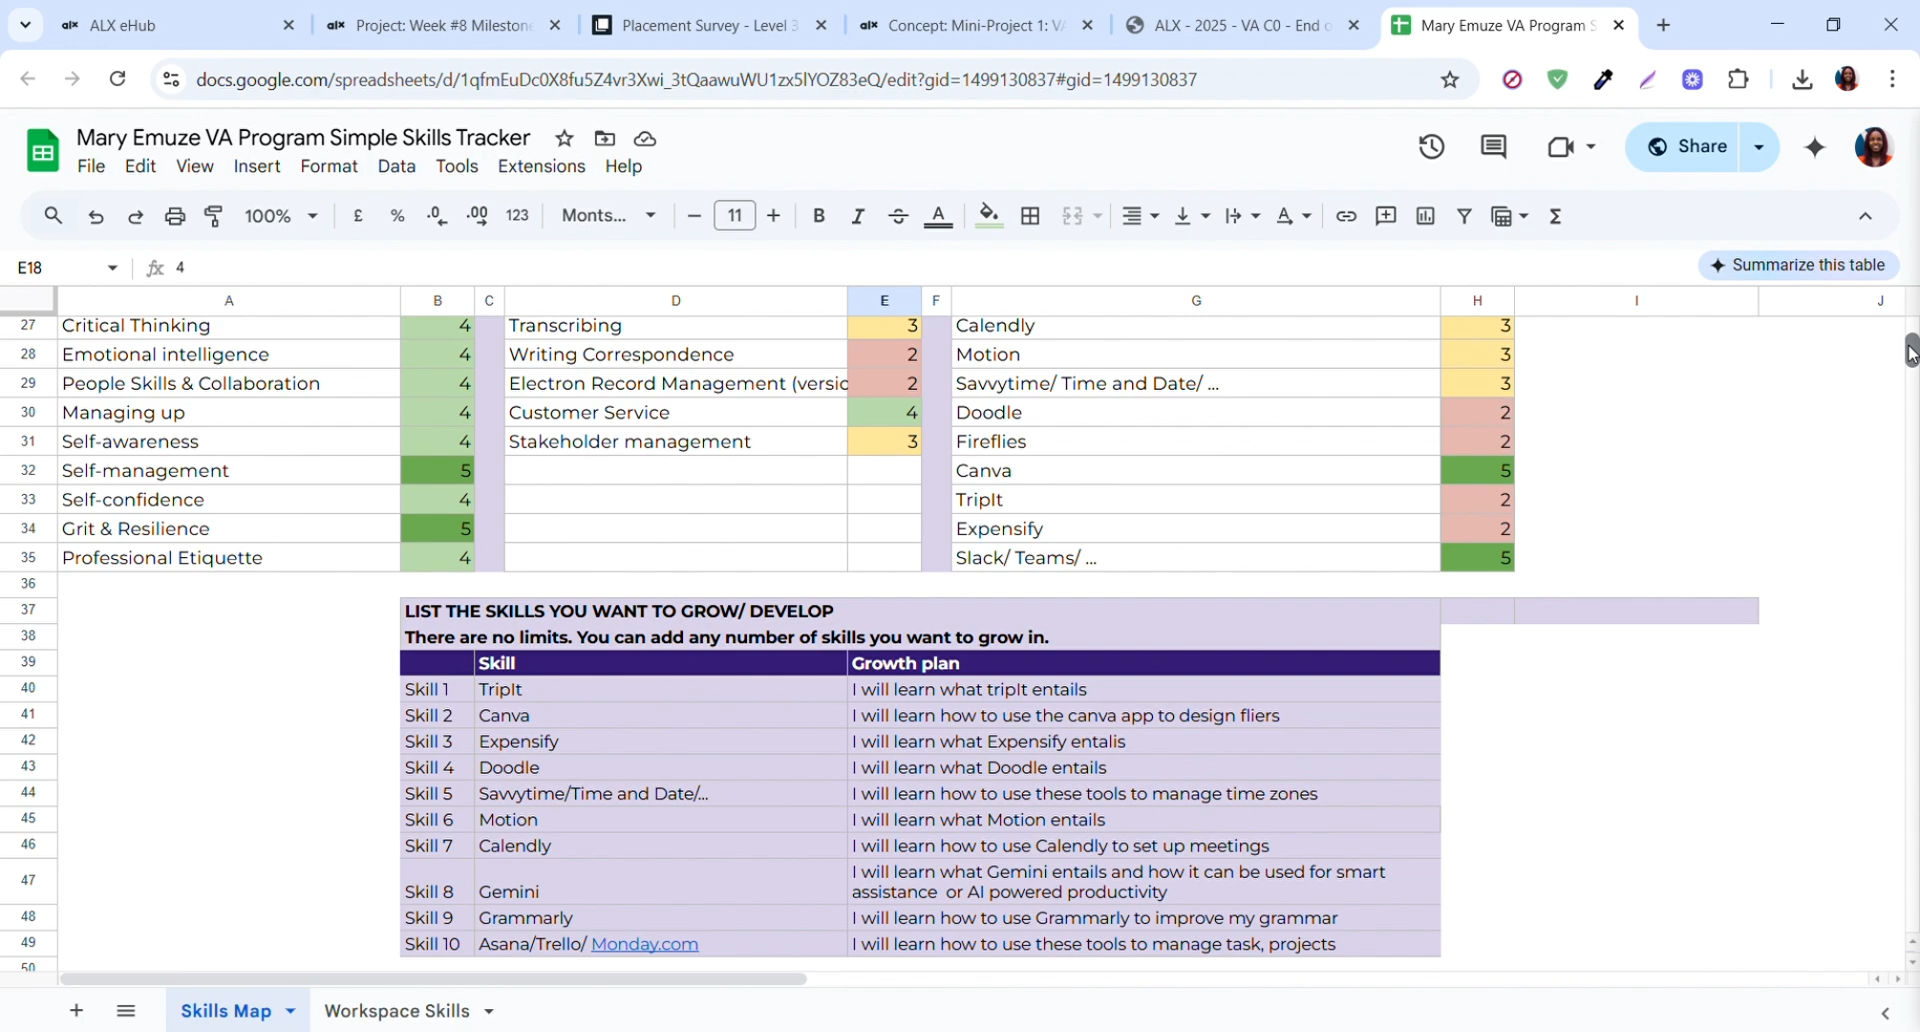 ALX eHub
Project: Week #8 Milestone
Placement Survey - Level 3
Concept: Mini-Project 1: VA
ALX - 2025 - VA C0 - End o
Mary Emuze VA Program S
docs.google.com/spreadsheets/d/1qfmEuDc0X8fu5Z4vr3Xwi_3tQaawuWU1zx5lYOZ83eQ/edit?gid=1499130837#gid=1499130837
Mary Emuze VA Program Simple Skills Tracker
Share
File Edit View Insert Format Data Tools Extensions Help
100% £ % .0 .00 123 Monts... 11 B I A
E18 fx 4
Summarize this table
A B C D E F G H I J
27 Critical Thinking 4 Transcribing 3 Calendly 3
28 Emotional intelligence 4 Writing Correspondence 2 Motion 3
29 People Skills & Collaboration 4 Electron Record Management (versic 2 Savvytime/ Time and Date/ ... 3
30 Managing up 4 Customer Service 4 Doodle 2
31 Self-awareness 4 Stakeholder management 3 Fireflies 2
32 Self-management 5 Canva 5
33 Self-confidence 4 TripIt 2
34 Grit & Resilience 5 Expensify 2
35 Professional Etiquette 4 Slack/ Teams/ ... 5
36
37 LIST THE SKILLS YOU WANT TO GROW/ DEVELOP
38 There are no limits. You can add any number of skills you want to grow in.
39 Skill Growth plan
40 Skill 1 TripIt I will learn what tripIt entails
41 Skill 2 Canva I will learn how to use the canva app to design fliers
42 Skill 3 Expensify I will learn what Expensify entalis
43 Skill 4 Doodle I will learn what Doodle entails
44 Skill 5 Savvytime/Time and Date/... I will learn how to use these tools to manage time zones
45 Skill 6 Motion I will learn what Motion entails
46 Skill 7 Calendly I will learn how to use Calendly to set up meetings
47 Skill 8 Gemini I will learn what Gemini entails and how it can be used for smart
assistance or AI powered productivity
48 Skill 9 Grammarly I will learn how to use Grammarly to improve my grammar
49 Skill 10 Asana/Trello/ Monday.com I will learn how to use these tools to manage task, projects
50
Skills Map Workspace Skills